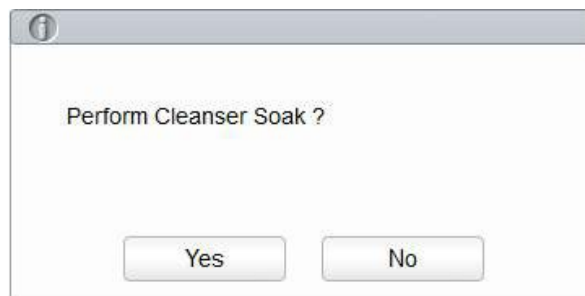 Perform Cleanser Soak ?
Yes No